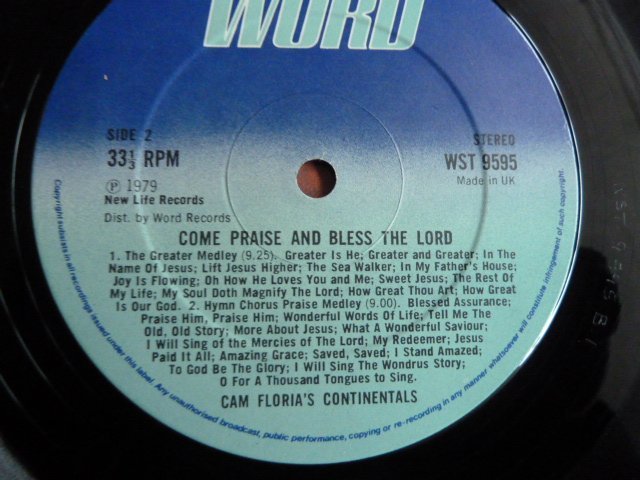 WORD
SIDE 2
STEREO
33⅓ RPM
WST 9595
Ⓟ 1979
Made in UK
New Life Records
Dist. by Word Records
COME PRAISE AND BLESS THE LORD
1. The Greater Medley (9.25). Greater Is He; Greater and Greater; In The
Name Of Jesus; Lift Jesus Higher; The Sea Walker; In My Father's House;
Joy Is Flowing; Oh How He Loves You and Me; Sweet Jesus; The Rest Of
My Life; My Soul Doth Magnify The Lord; How Great Thou Art; How Great
Is Our God. 2. Hymn Chorus Praise Medley (9.00). Blessed Assurance;
Praise Him, Praise Him; Wonderful Words Of Life; Tell Me The
Old, Old Story; More About Jesus; What A Wonderful Saviour;
I Will Sing of the Mercies of The Lord; My Redeemer; Jesus
Paid It All; Amazing Grace; Saved, Saved; I Stand Amazed;
To God Be The Glory; I Will Sing The Wondrus Story;
O For A Thousand Tongues to Sing.
CAM FLORIA'S CONTINENTALS
Copyright subsists in all recordings issued under this label. Any unauthorised broadcast, public performance, copying or re-recording in any manner whatsoever will constitute infringement of such copyright.
WST 9595 B1